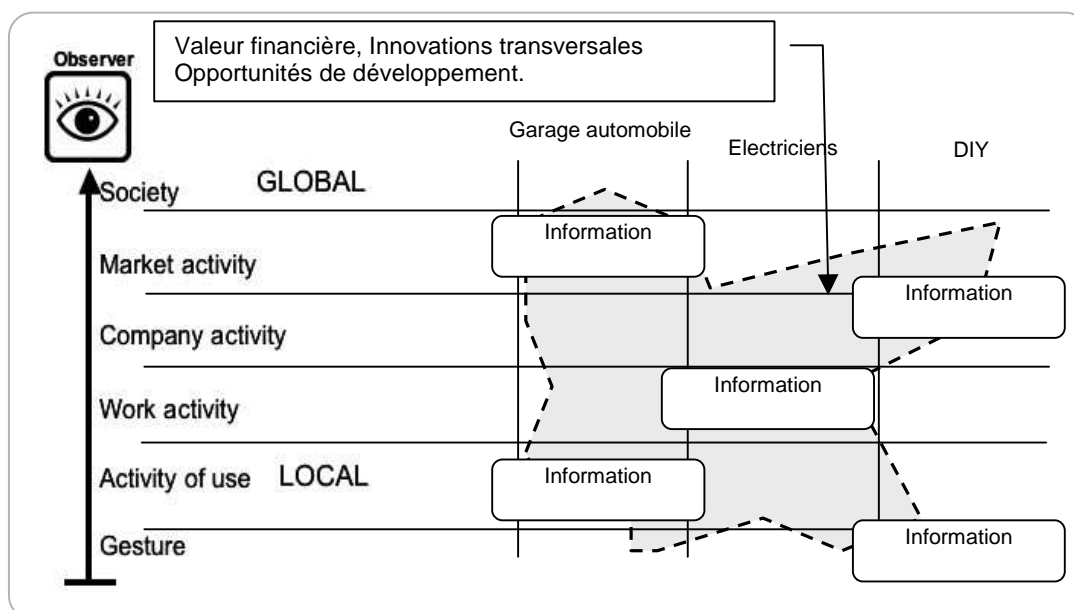 Observer
Valeur financière, Innovations transversales
Opportunités de développement.
Garage automobile
Electriciens
DIY
Society
GLOBAL
Information
Market activity
Information
Company activity
Information
Work activity
Information
Activity of use
LOCAL
Information
Gesture